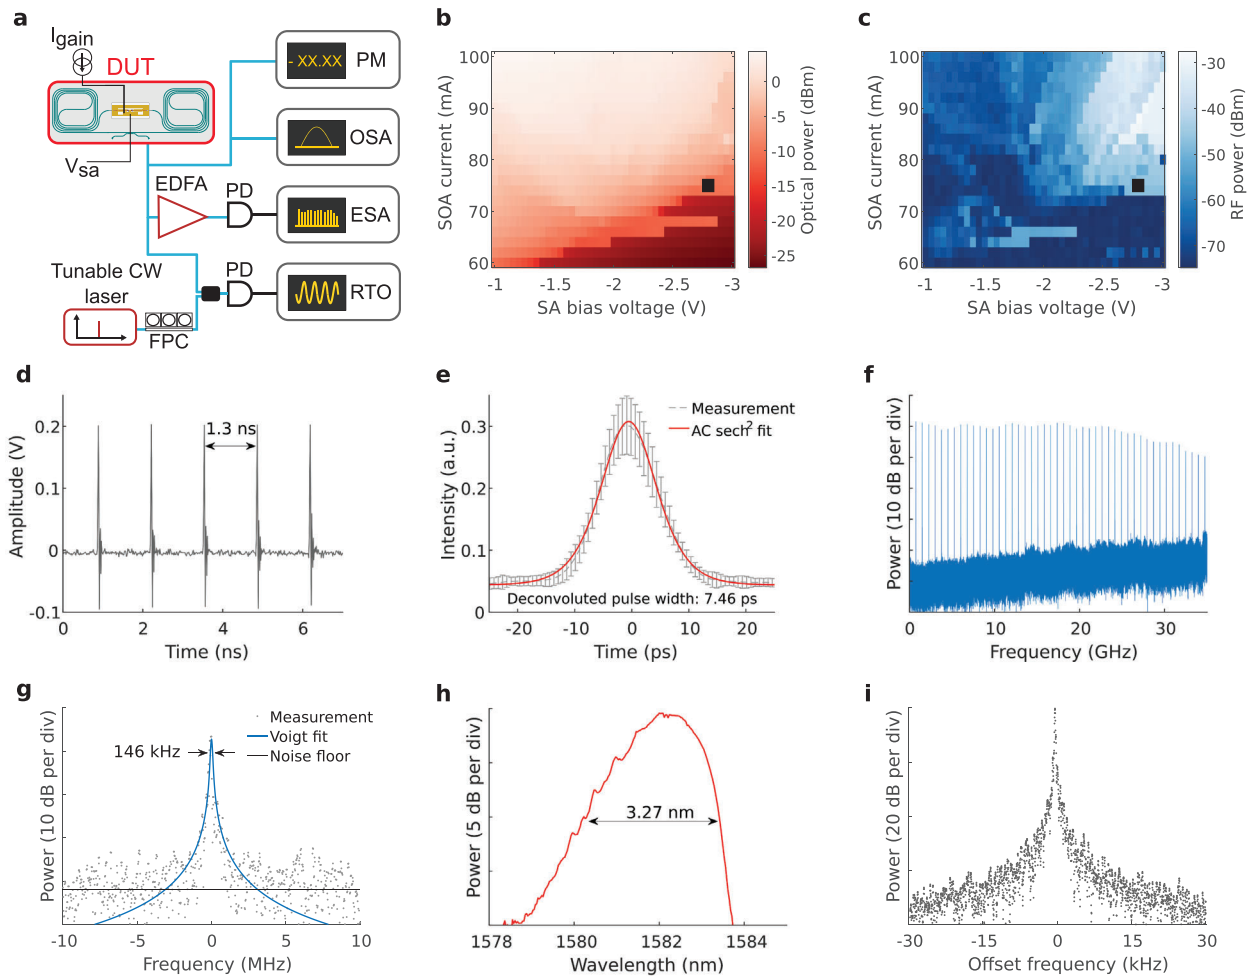 a
I gain
DUT
Vsa
EDFA
PD
PD
Tunable CW
laser
FPC
- XX.XX
PM
OSA
ESA
RTO
b
SOA current (mA)
100
90
80
70
60
-1
-1.5
-2
-2.5
-3
SA bias voltage (V)
0
-5
-10
-15
-20
-25
Optical power (dBm)
c
SOA current (mA)
100
90
80
70
60
-1
-1.5
-2
-2.5
-3
SA bias voltage (V)
-30
-40
-50
-60
-70
RF power (dBm)
d
Amplitude (V)
0.2
0.1
0
-0.1
1.3 ns
0
2
4
6
Time (ns)
e
Intensity (a.u.)
0.3
0.2
0.1
0
Measurement
AC sech² fit
Deconvoluted pulse width: 7.46 ps
-20
-10
0
10
20
Time (ps)
f
Power (10 dB per div)
0
10
20
30
Frequency (GHz)
g
Power (10 dB per div)
Measurement
Voigt fit
Noise floor
146 kHz
-10
-5
0
5
10
Frequency (MHz)
h
Power (5 dB per div)
3.27 nm
1578
1580
1582
1584
Wavelength (nm)
i
Power (20 dB per div)
-30
-15
0
15
30
Offset frequency (kHz)